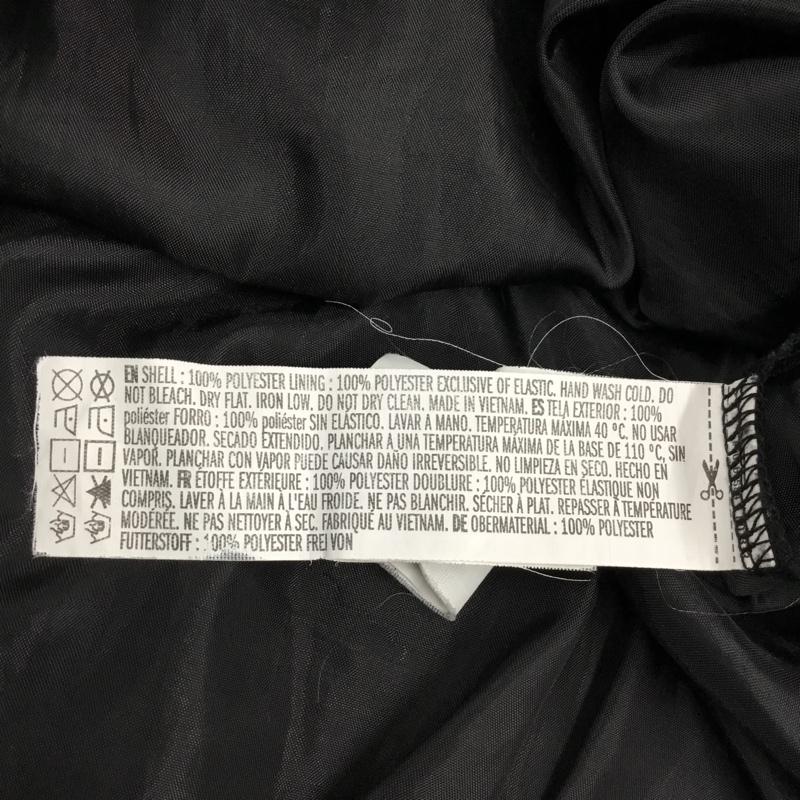 EN SHELL : 100% POLYESTER LINING : 100% POLYESTER EXCLUSIVE OF ELASTIC. HAND WASH COLD. DO
NOT BLEACH. DRY FLAT. IRON LOW. DO NOT DRY CLEAN. MADE IN VIETNAM. ES TELA EXTERIOR : 100%
poliéster FORRO : 100% poliéster SIN ELÁSTICO. LAVAR A MANO. TEMPERATURA MÁXIMA 40 ºC. NO USAR
BLANQUEADOR. SECADO EXTENDIDO. PLANCHAR A UNA TEMPERATURA MÁXIMA DE LA BASE DE 110 ºC, SIN
VAPOR. PLANCHAR CON VAPOR PUEDE CAUSAR DAÑO IRREVERSIBLE. NO LIMPIEZA EN SECO. HECHO EN
VIETNAM. FR ÉTOFFE EXTÉRIEURE : 100% POLYESTER DOUBLURE : 100% POLYESTER ÉLASTIQUE NON
COMPRIS. LAVER À LA MAIN À L'EAU FROIDE. NE PAS BLANCHIR. SÉCHER À PLAT. REPASSER À TEMPÉRATURE
MODÉRÉE. NE PAS NETTOYER À SEC. FABRIQUÉ AU VIETNAM. DE OBERMATERIAL : 100% POLYESTER
FUTTERSTOFF : 100% POLYESTER FREI VON